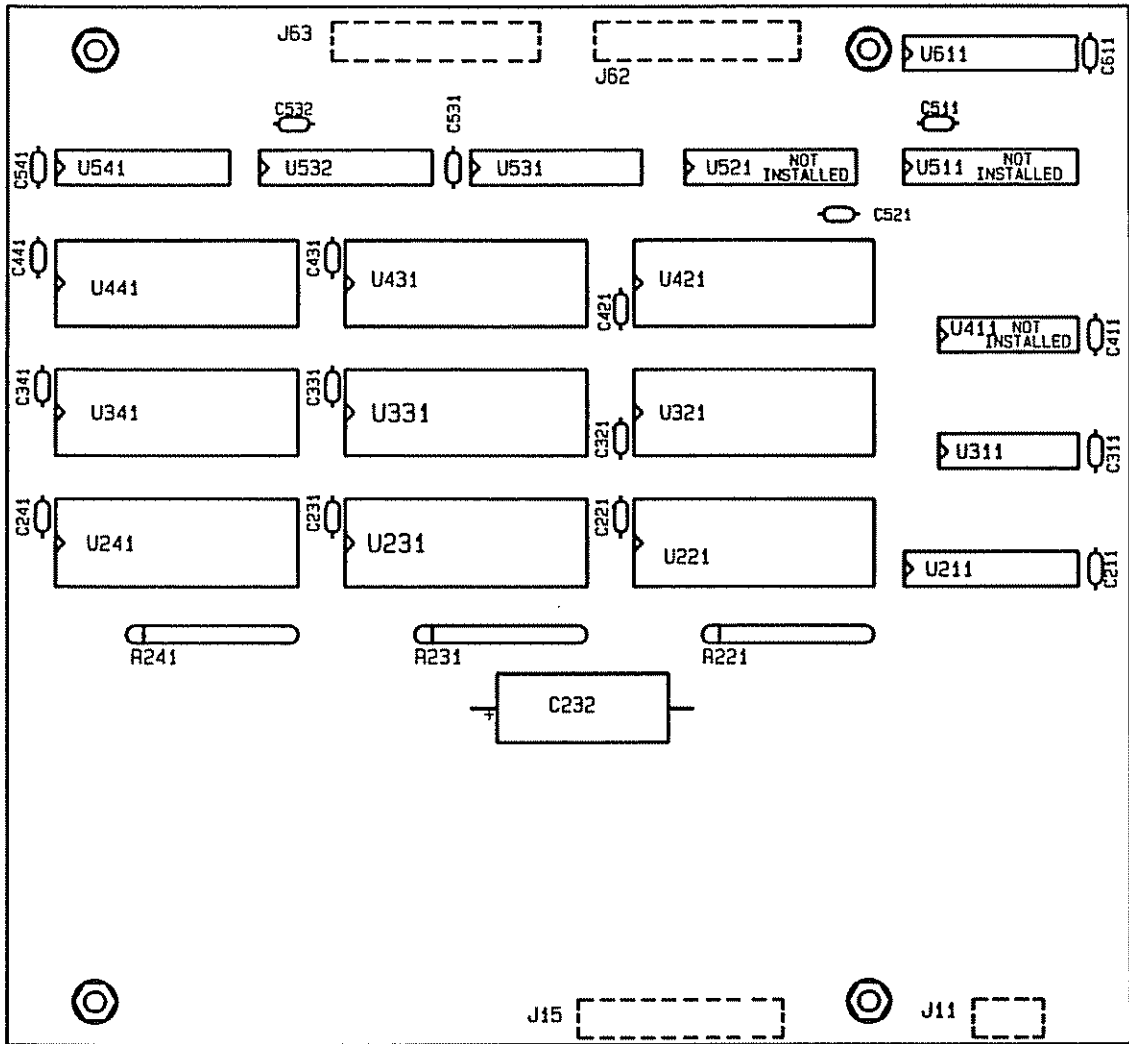 J63
J62
U611
C611
C532
C531
C511
C541
U541
U532
U531
U521 NOT
INSTALLED
U511 NOT
INSTALLED
C521
C441
U441
C431
U431
C421
U421
U411 NOT
INSTALLED
C411
C341
U341
C331
U331
C321
U321
U311
C311
C241
U241
C231
U231
C221
U221
U211
C211
R241
R231
R221
+
C232
J15
J11